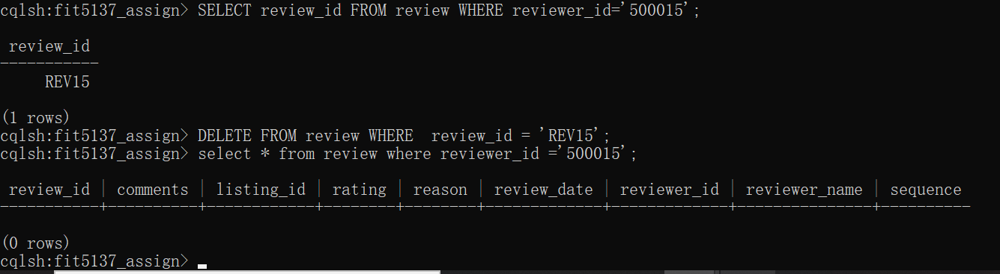 cqlsh:fit5137_assign> SELECT review_id FROM review WHERE reviewer_id='500015';
review_id
-----------
REV15
(1 rows)
cqlsh:fit5137_assign> DELETE FROM review WHERE  review_id = 'REV15';
cqlsh:fit5137_assign> select * from review where reviewer_id ='500015';
review_id | comments | listing_id | rating | reason | review_date | reviewer_id | reviewer_name | sequence
-----------+----------+------------+--------+--------+-------------+-------------+---------------+----------
(0 rows)
cqlsh:fit5137_assign>